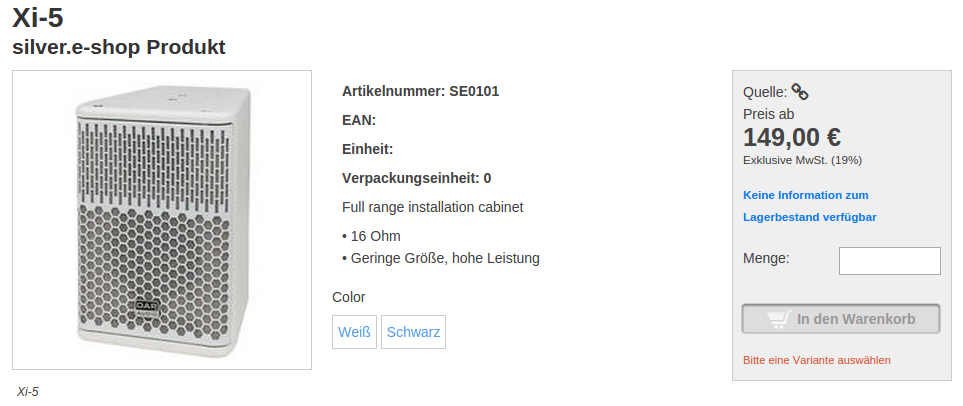 Xi-5
silver.e-shop Produkt
Artikelnummer: SE0101
EAN:
Einheit:
Verpackungseinheit: 0
Full range installation cabinet
• 16 Ohm
• Geringe Größe, hohe Leistung
Color
Weiß Schwarz
Quelle:
Preis ab
149,00 €
Exklusive MwSt. (19%)
Keine Information zum
Lagerbestand verfügbar
Menge:
In den Warenkorb
Bitte eine Variante auswählen
DAP
AUDIO
Xi-5